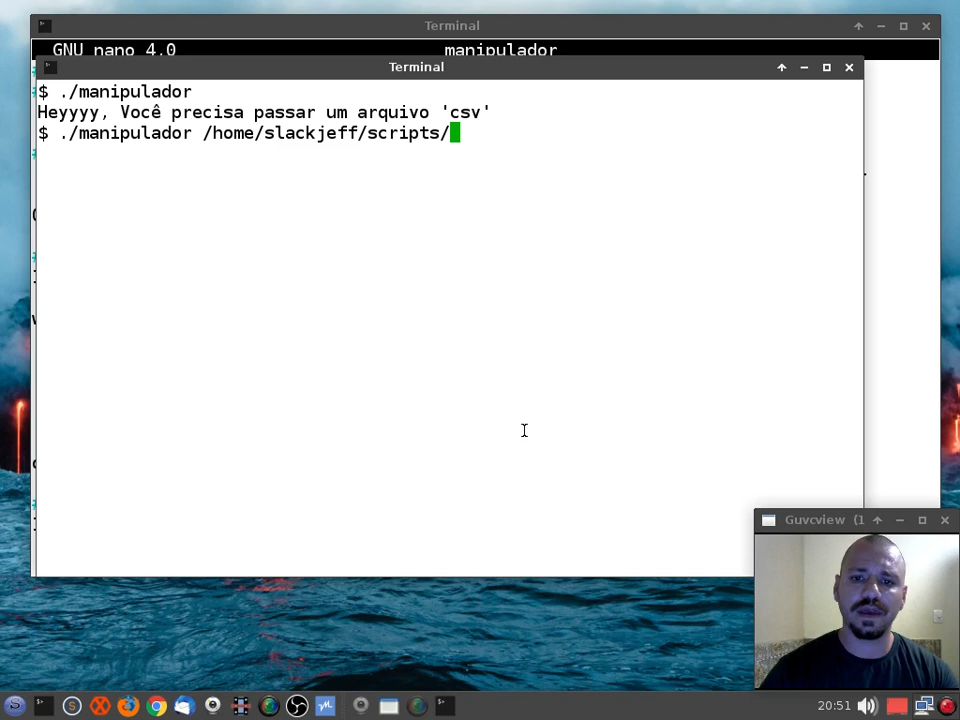 Terminal
GNU nano 4.0 manipulador
Terminal
$ ./manipulador
Heyyyy, Você precisa passar um arquivo 'csv'
$ ./manipulador /home/slackjeff/scripts/
Guvcview (1
20:51